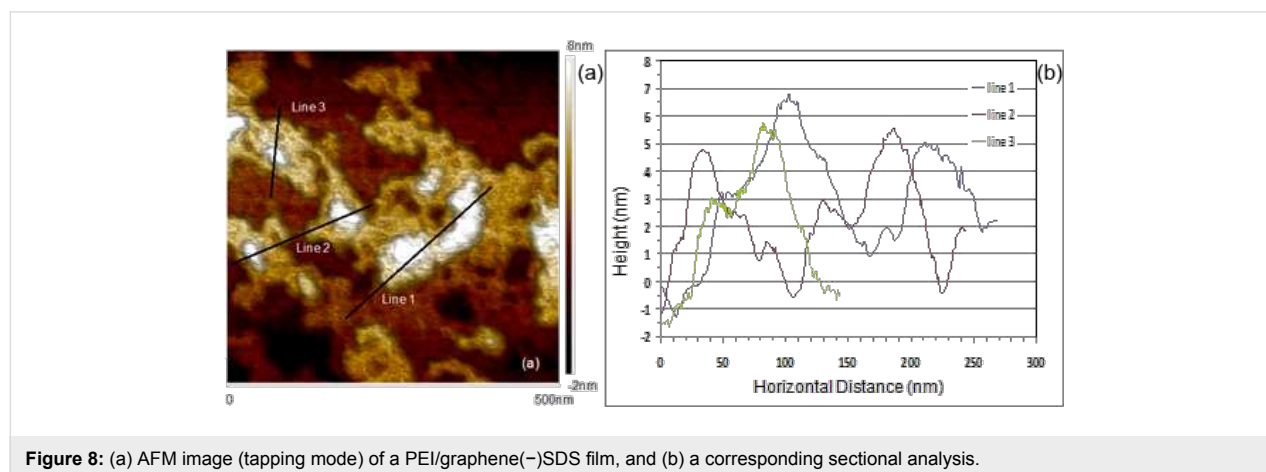 8nm
(a)
Line 3
Line 2
Line 1
(a)
-2nm
0
500nm
(b)
line 1
line 2
line 3
8
7
6
5
4
3
2
1
0
-1
-2
Height (nm)
0
50
100
150
200
250
300
Horizontal Distance (nm)
Figure 8: (a) AFM image (tapping mode) of a PEI/graphene(−)SDS film, and (b) a corresponding sectional analysis.